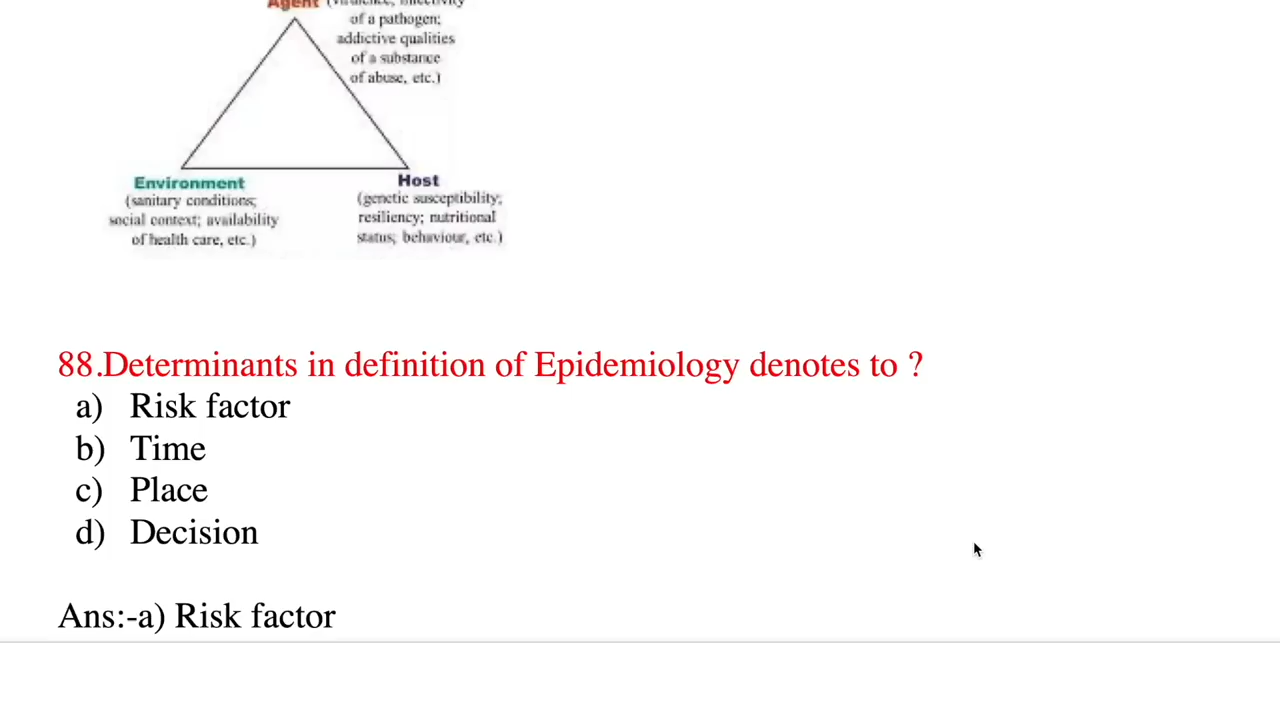 Agent (virulence, infectivity
of a pathogen;
addictive qualities
of a substance
of abuse, etc.)
Environment
(sanitary conditions;
social context; availability
of health care, etc.)
Host
(genetic susceptibility;
resiliency; nutritional
status; behaviour, etc.)
88.Determinants in definition of Epidemiology denotes to ?
a) Risk factor
b) Time
c) Place
d) Decision
Ans:-a) Risk factor